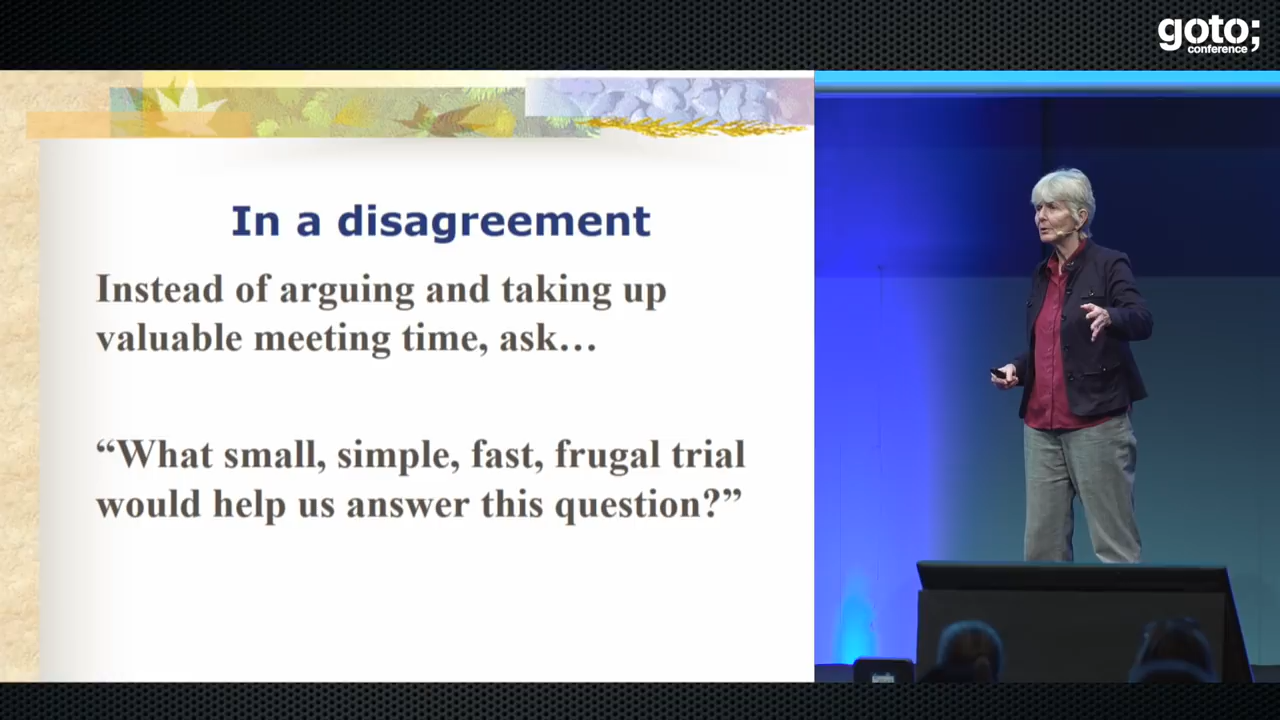 goto;
conference
In a disagreement
Instead of arguing and taking up
valuable meeting time, ask…
“What small, simple, fast, frugal trial
would help us answer this question?”